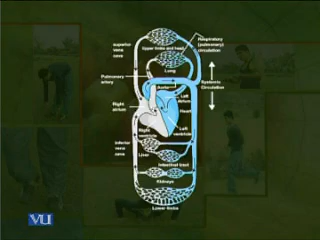 superior
vena
cava
Respiratory
(pulmonary)
circulation
Upper limbs and head
Lung
Pulmonary
artery
Systemic
Circulation
Aorta
Left
atrium
Right
atrium
Heart
Right
ventricle
Left
ventricle
inferior
vena
cava
Liver
Intestinal tract
Kidneys
Lower limbs
VU